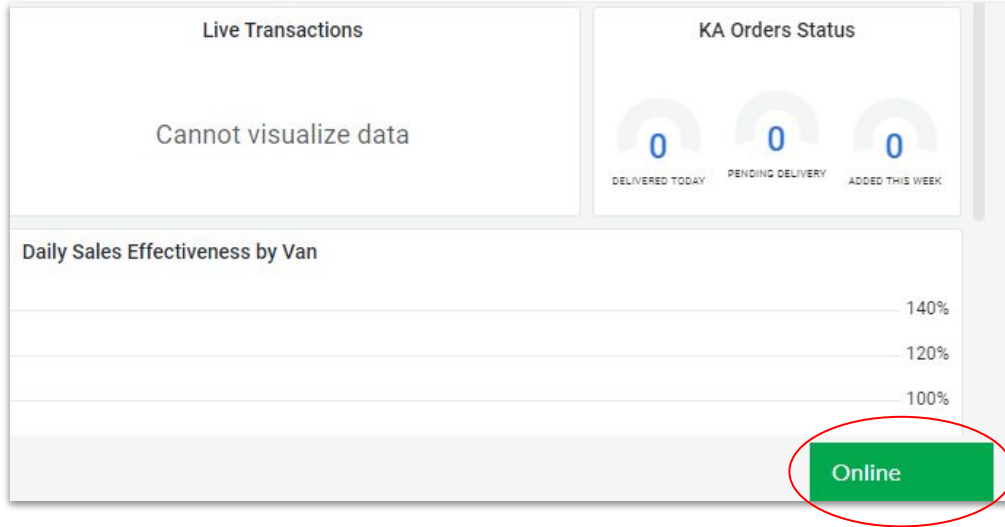 Live Transactions
Cannot visualize data
KA Orders Status
0
DELIVERED TODAY
0
PENDING DELIVERY
0
ADDED THIS WEEK
Daily Sales Effectiveness by Van
140%
120%
100%
Online